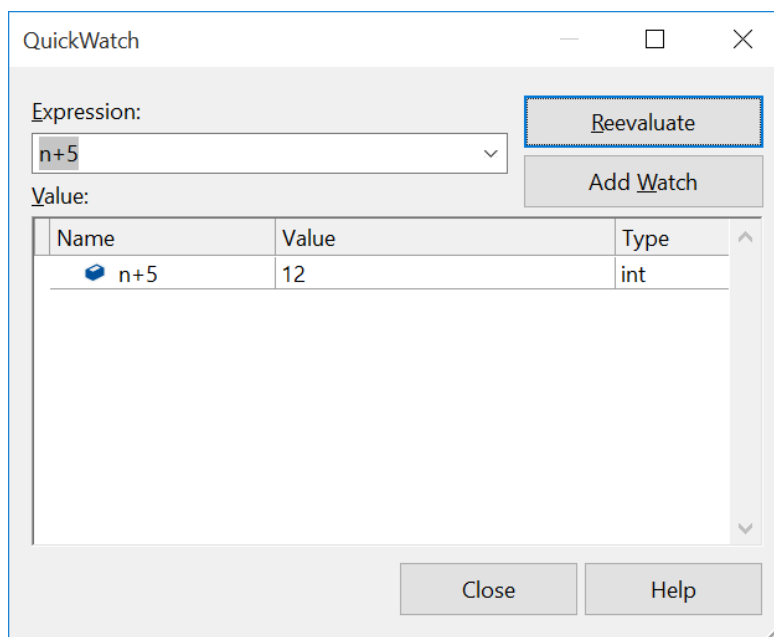 QuickWatch
Expression:
Reevaluate
n+5
Add Watch
Value:
Name Value Type
n+5 12 int
Close Help